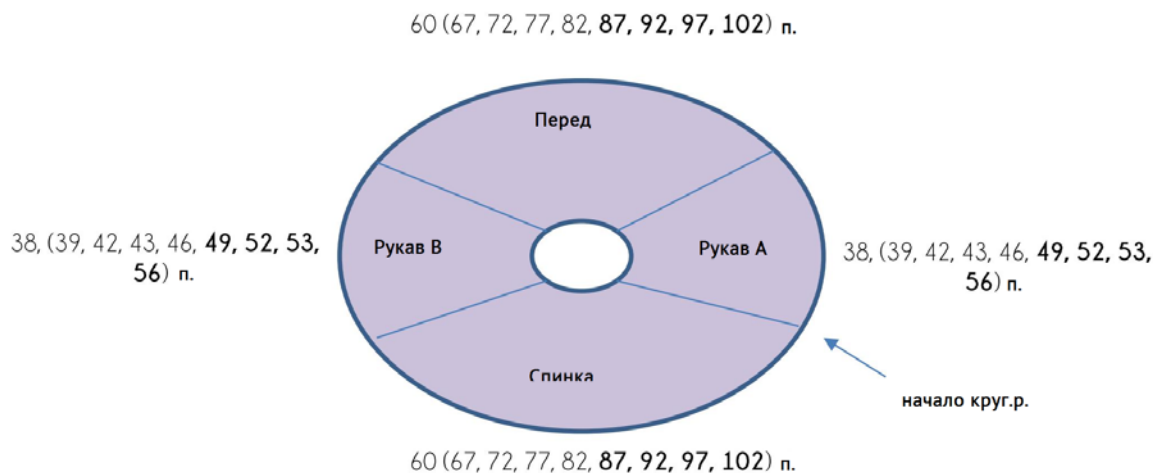 60 (67, 72, 77, 82, 87, 92, 97, 102) п.
Перед
38, (39, 42, 43, 46, 49, 52, 53,
56) п.
Рукав В
Рукав А
38, (39, 42, 43, 46, 49, 52, 53,
56) п.
Спинка
начало круг.р.
60 (67, 72, 77, 82, 87, 92, 97, 102) п.